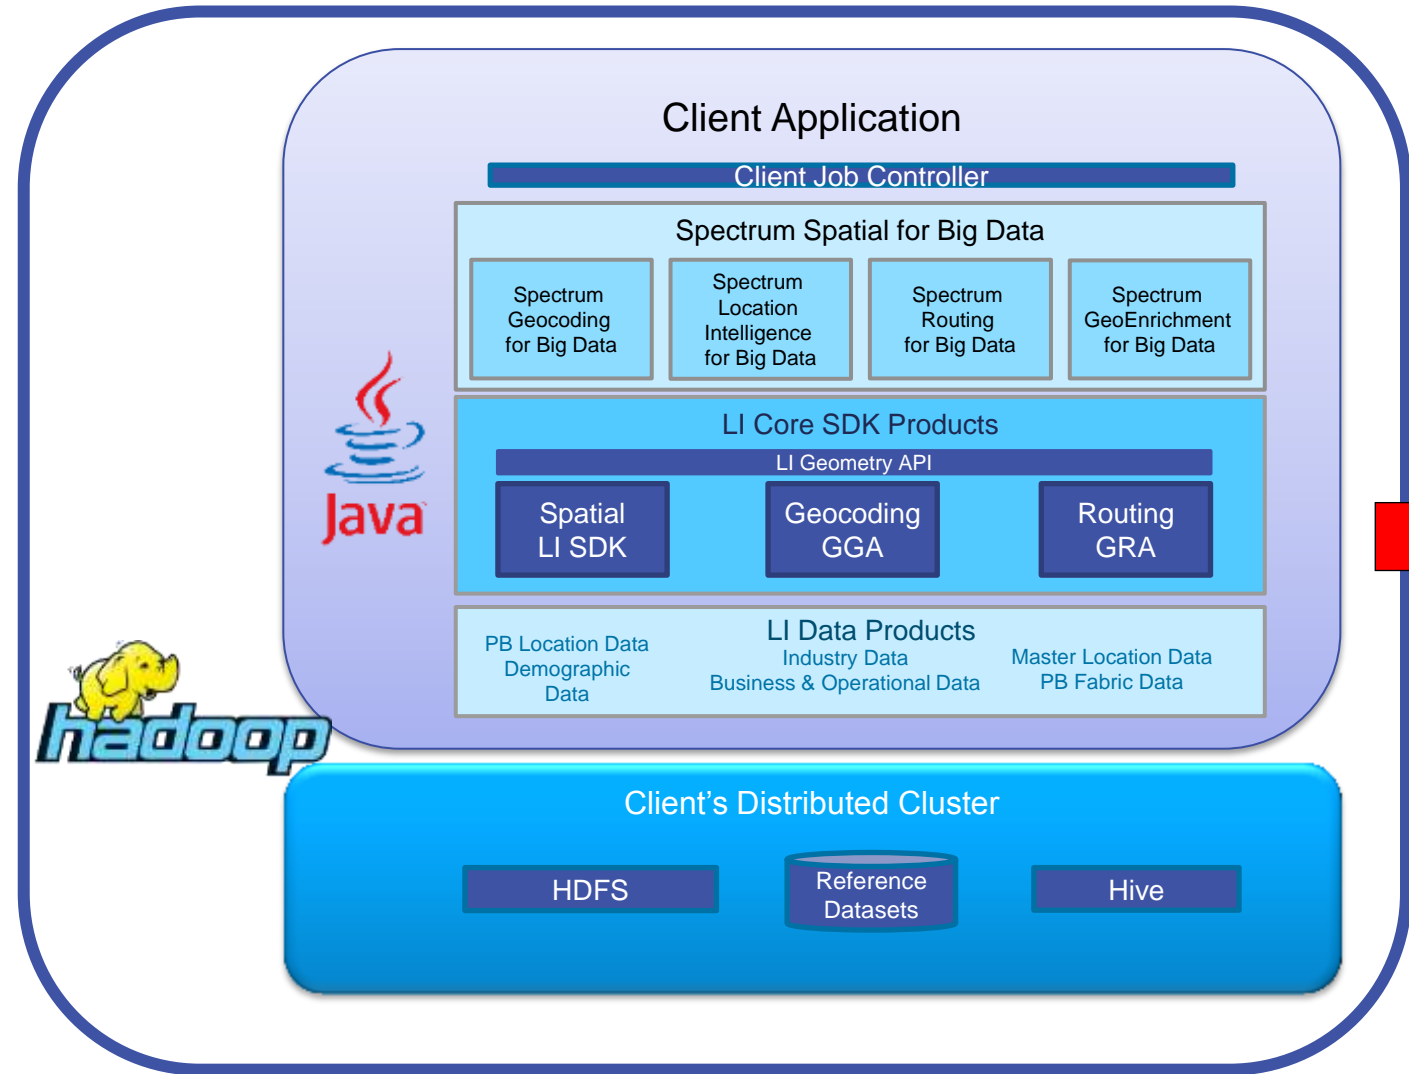 Client Application
Client Job Controller
Spectrum Spatial for Big Data
Spectrum
Geocoding
for Big Data
Spectrum
Location
Intelligence
for Big Data
Spectrum
Routing
for Big Data
Spectrum
GeoEnrichment
for Big Data
Java
LI Core SDK Products
LI Geometry API
Spatial
LI SDK
Geocoding
GGA
Routing
GRA
LI Data Products
PB Location Data
Demographic
Data
Industry Data
Business & Operational Data
Master Location Data
PB Fabric Data
hadoop
Client’s Distributed Cluster
HDFS
Reference
Datasets
Hive